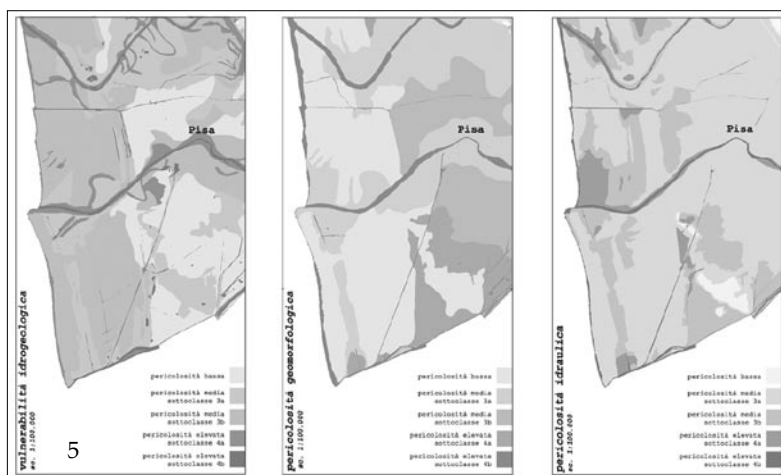 Pisa
vulnerabilità idrogeologica
sc. 1:100.000
pericolosità bassa
pericolosità media
sottoclasse 3a
pericolosità media
sottoclasse 3b
pericolosità elevata
sottoclasse 4a
pericolosità elevata
sottoclasse 4b
5
Pisa
pericolosità geomorfologica
sc. 1:100.000
pericolosità bassa
pericolosità media
sottoclasse 3a
pericolosità media
sottoclasse 3b
pericolosità elevata
sottoclasse 4a
pericolosità elevata
sottoclasse 4b
Pisa
pericolosità idraulica
sc. 1:100.000
pericolosità bassa
pericolosità media
sottoclasse 3a
pericolosità media
sottoclasse 3b
pericolosità elevata
sottoclasse 4a
pericolosità elevata
sottoclasse 4b